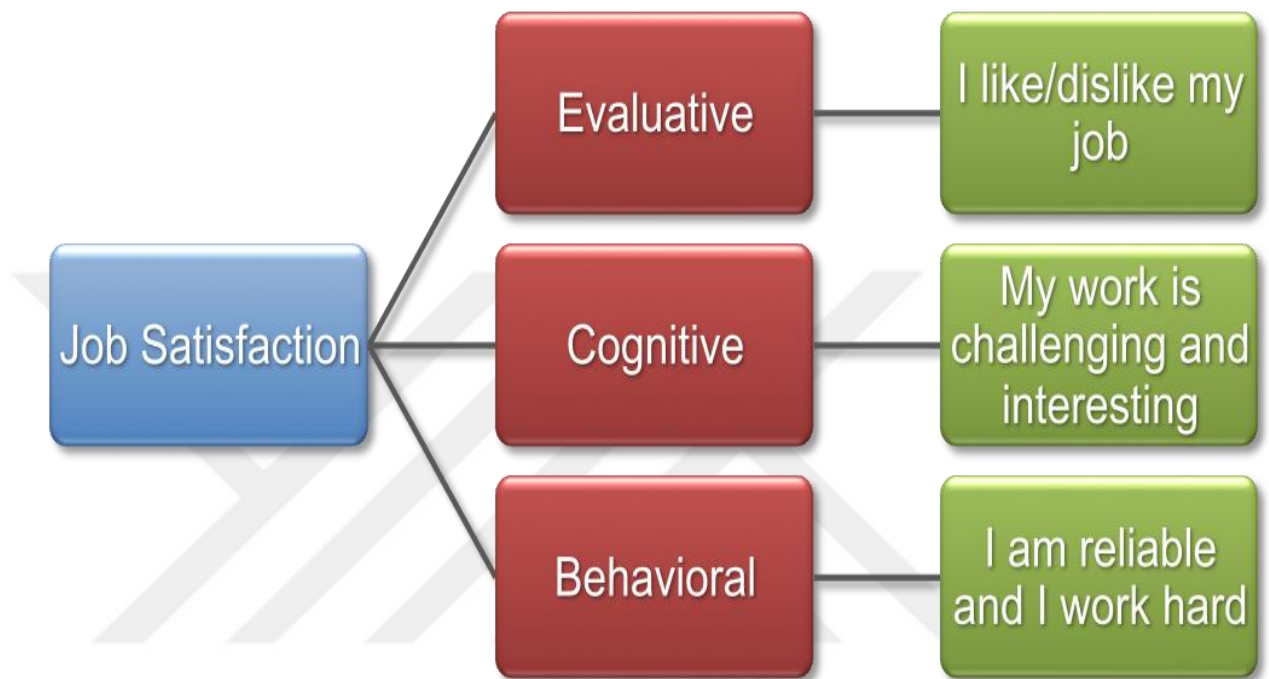 Job Satisfaction
Evaluative
I like/dislike my
job
Cognitive
My work is
challenging and
interesting
Behavioral
I am reliable
and I work hard